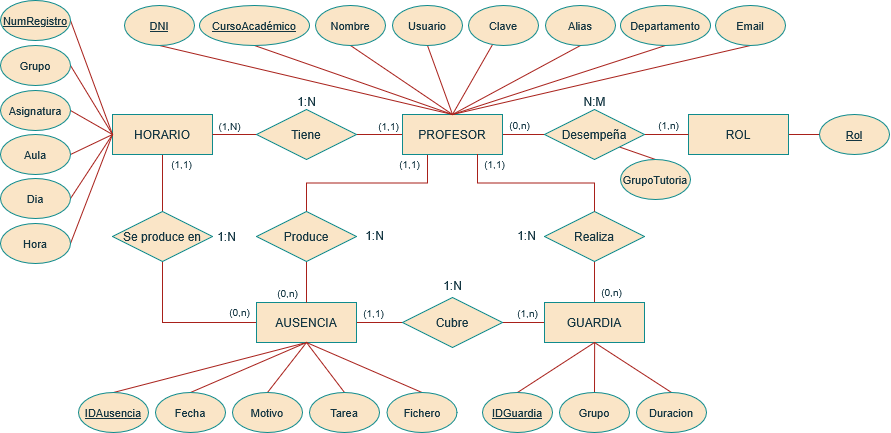 NumRegistro
DNI
CursoAcadémico
Nombre
Usuario
Clave
Alias
Departamento
Email
Grupo
Asignatura
Aula
Dia
Hora
1:N
N:M
HORARIO
(1,N)
Tiene
(1,1)
PROFESOR
(0,n)
Desempeña
(1,n)
ROL
Rol
(1,1)
(1,1)
(1,1)
GrupoTutoria
Se produce en
1:N
Produce
1:N
1:N
Realiza
(0,n)
(0,n)
(0,n)
1:N
AUSENCIA
(1,1)
Cubre
(1,n)
GUARDIA
IDAusencia
Fecha
Motivo
Tarea
Fichero
IDGuardia
Grupo
Duracion